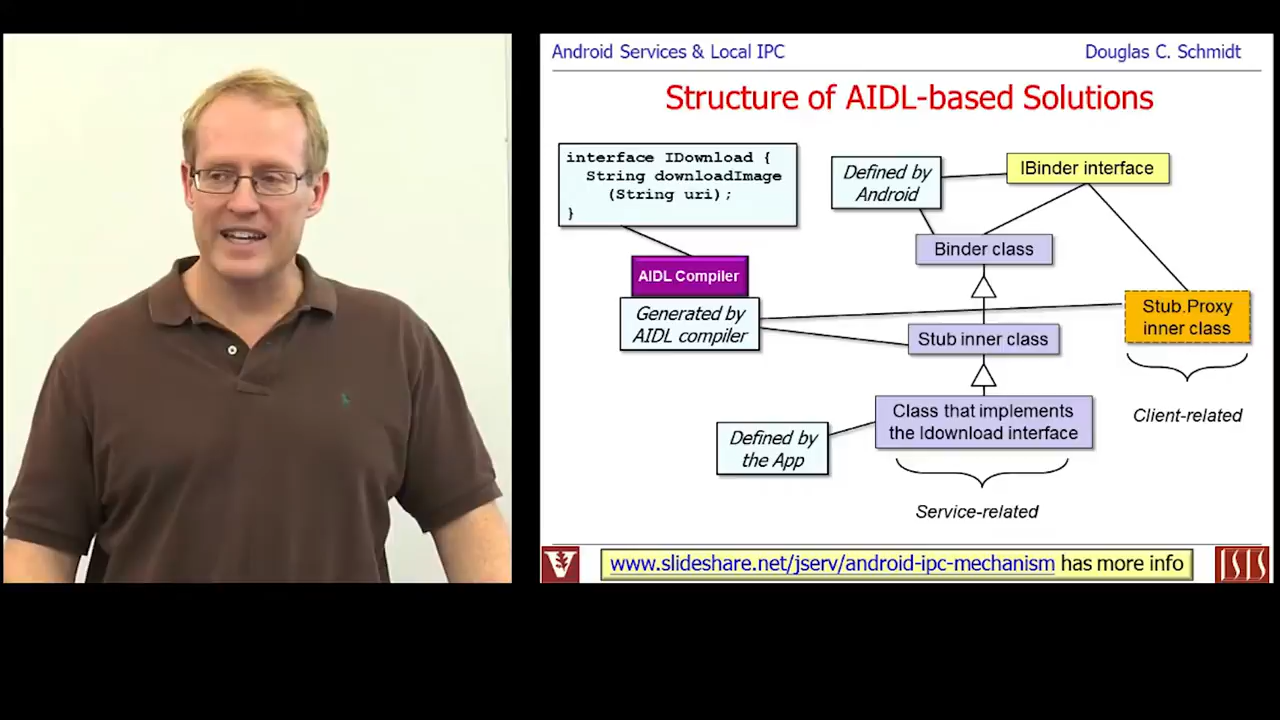 Android Services & Local IPC
Douglas C. Schmidt
Structure of AIDL-based Solutions
interface IDownload {
String downloadImage
(String uri);
}
Defined by
Android
IBinder interface
Binder class
AIDL Compiler
Generated by
AIDL compiler
Stub.Proxy
inner class
Stub inner class
Client-related
Class that implements
the Idownload interface
Defined by
the App
Service-related
V
www.slideshare.net/jserv/android-ipc-mechanism has more info
ISIS